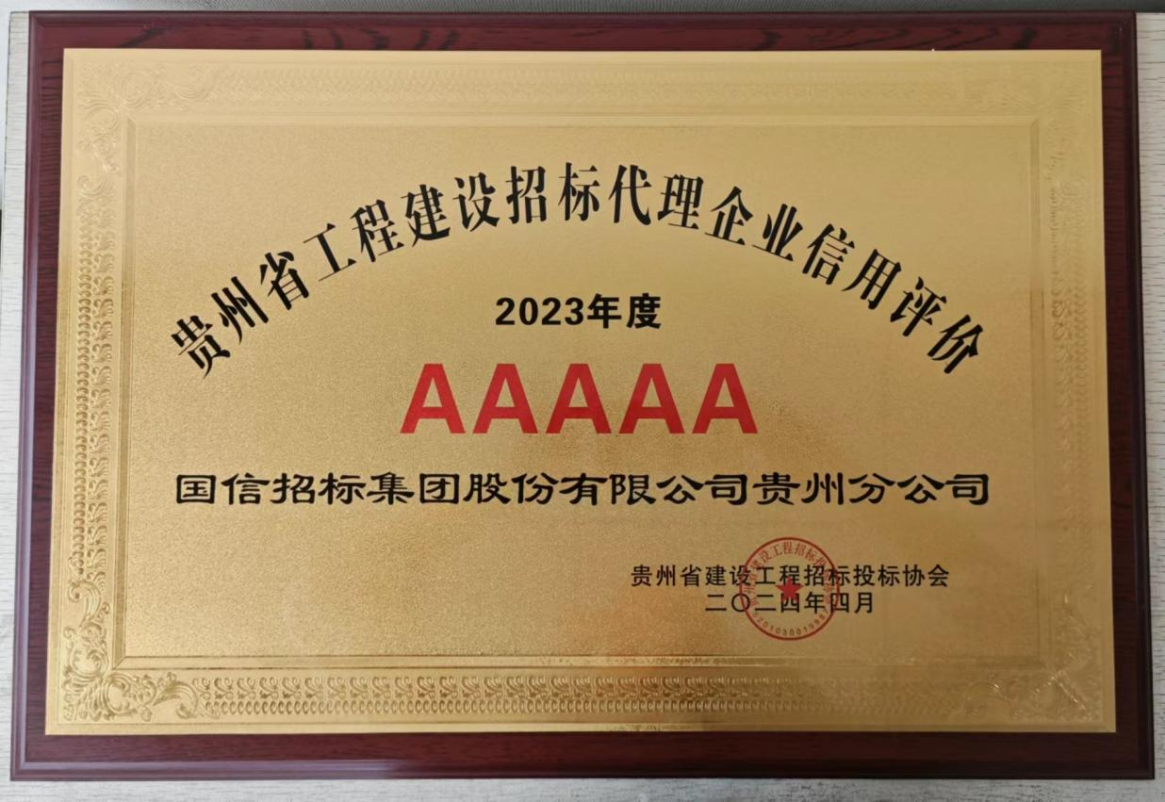 贵州省工程建设招标代理企业信用评价
2023年度
AAAAA
国信招标集团股份有限公司贵州分公司
贵州省建设工程招标投标协会
二〇二四年四月